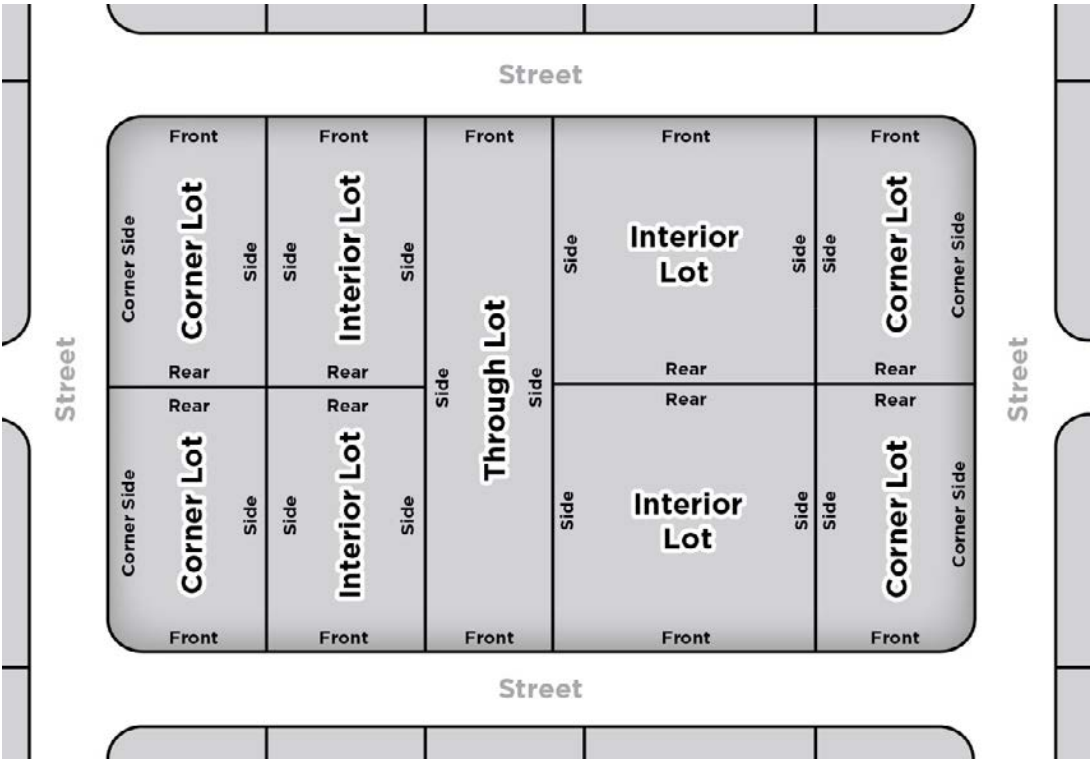 Street
Front
Front
Front
Front
Front
Corner Side
Corner Lot
Side
Side
Interior Lot
Side
Side
Interior
Lot
Side
Side
Corner Lot
Corner Side
Rear
Rear
Rear
Rear
Street
Side
Through Lot
Side
Street
Rear
Rear
Rear
Rear
Corner Side
Corner Lot
Side
Side
Interior Lot
Side
Side
Interior
Lot
Side
Side
Corner Lot
Corner Side
Front
Front
Front
Front
Front
Street